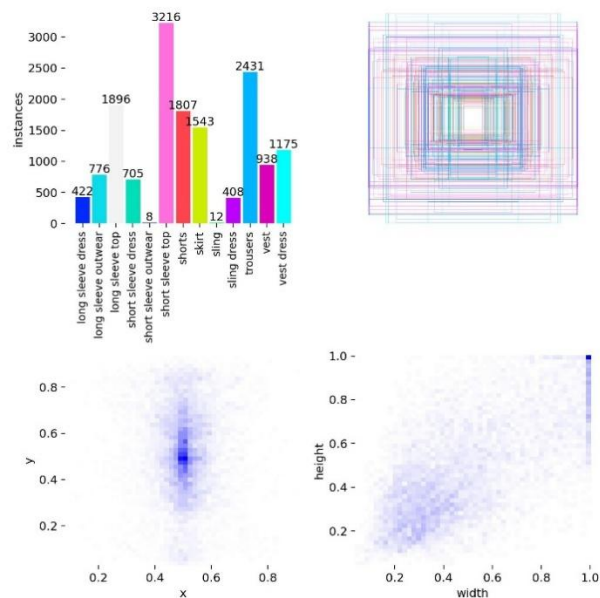 3216
3000
2500
2431
2000
1896
1807
1543
1500
instances
1175
1000
938
776
705
500
422
408
8
12
0
long sleeve dress
long sleeve outwear
long sleeve top
short sleeve dress
short sleeve outwear
short sleeve top
shorts
skirt
sling
sling dress
trousers
vest
vest dress
0.8
0.6
y
0.4
0.2
0.2
0.4
0.6
0.8
x
1.0
0.8
0.6
height
0.4
0.2
0.2
0.4
0.6
0.8
1.0
width